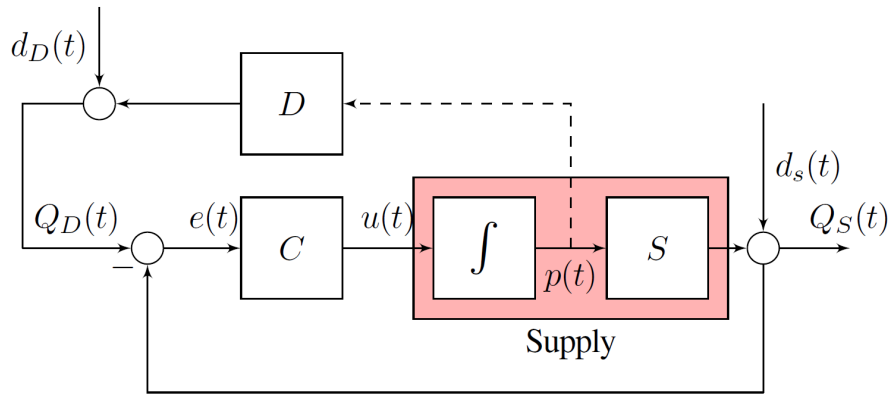 d_D(t)
D
d_s(t)
Q_D(t)
e(t)
C
u(t)
∫
p(t)
S
Q_S(t)
−
Supply